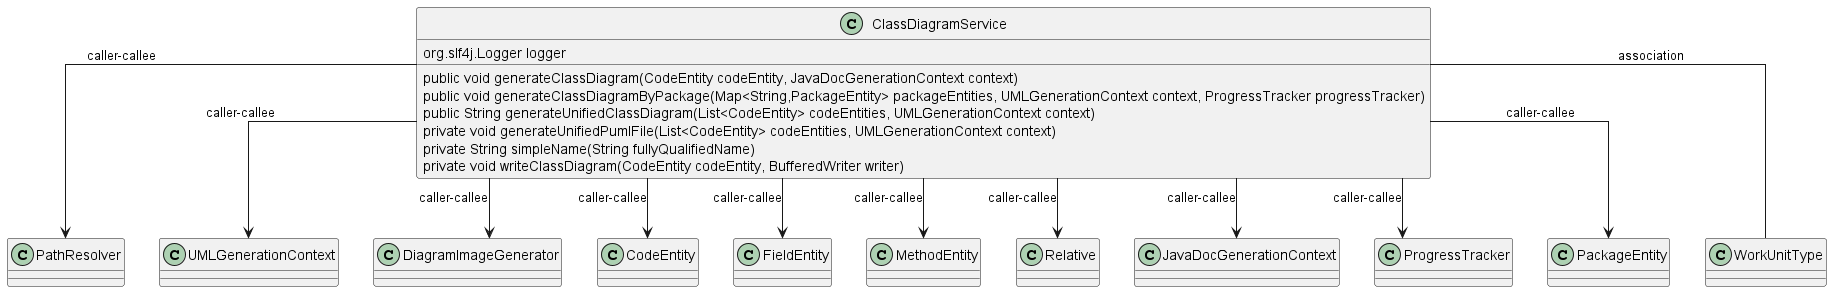 C ClassDiagramService
org.slf4j.Logger logger
public void generateClassDiagram(CodeEntity codeEntity, JavaDocGenerationContext context)
public void generateClassDiagramByPackage(Map<String,PackageEntity> packageEntities, UMLGenerationContext context, ProgressTracker progressTracker)
public String generateUnifiedClassDiagram(List<CodeEntity> codeEntities, UMLGenerationContext context)
private void generateUnifiedPumlFile(List<CodeEntity> codeEntities, UMLGenerationContext context)
private String simpleName(String fullyQualifiedName)
private void writeClassDiagram(CodeEntity codeEntity, BufferedWriter writer)
caller-callee
association
caller-callee
caller-callee
caller-callee
caller-callee
caller-callee
caller-callee
caller-callee
caller-callee
caller-callee
C PathResolver
C UMLGenerationContext
C DiagramImageGenerator
C CodeEntity
C FieldEntity
C MethodEntity
C Relative
C JavaDocGenerationContext
C ProgressTracker
C PackageEntity
C WorkUnitType